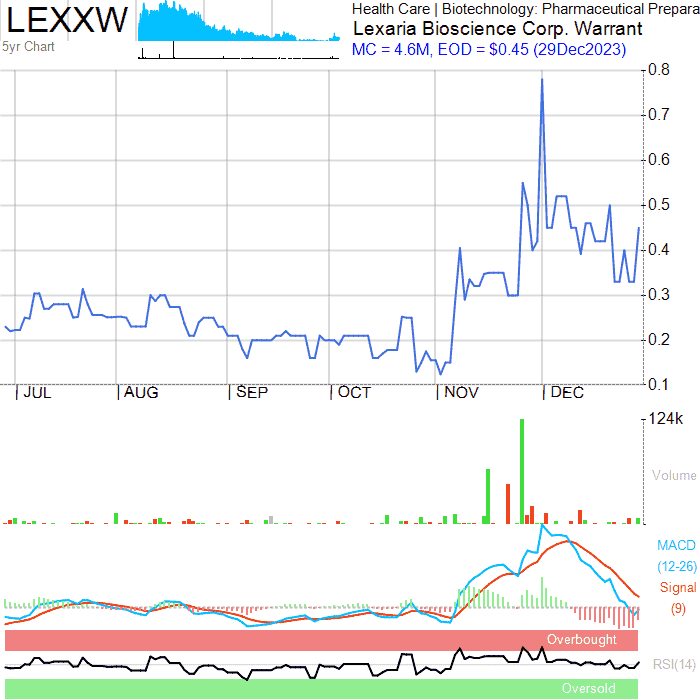 LEXXW
5yr Chart
Health Care | Biotechnology: Pharmaceutical Prepara
Lexaria Bioscience Corp. Warrant
MC = 4.6M, EOD = $0.45 (29Dec2023)
0.8
0.7
0.6
0.5
0.4
0.3
0.2
0.1
JUL AUG SEP OCT NOV DEC
124k
Volume
MACD
(12-26)
Signal
(9)
Overbought
RSI(14)
Oversold